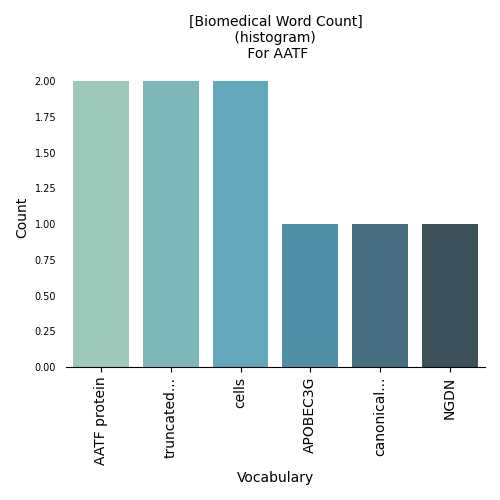 [Biomedical Word Count]
(histogram)
For AATF
Count
2.00
1.75
1.50
1.25
1.00
0.75
0.50
0.25
0.00
AATF protein
truncated...
cells
APOBEC3G
canonical...
NGDN
Vocabulary